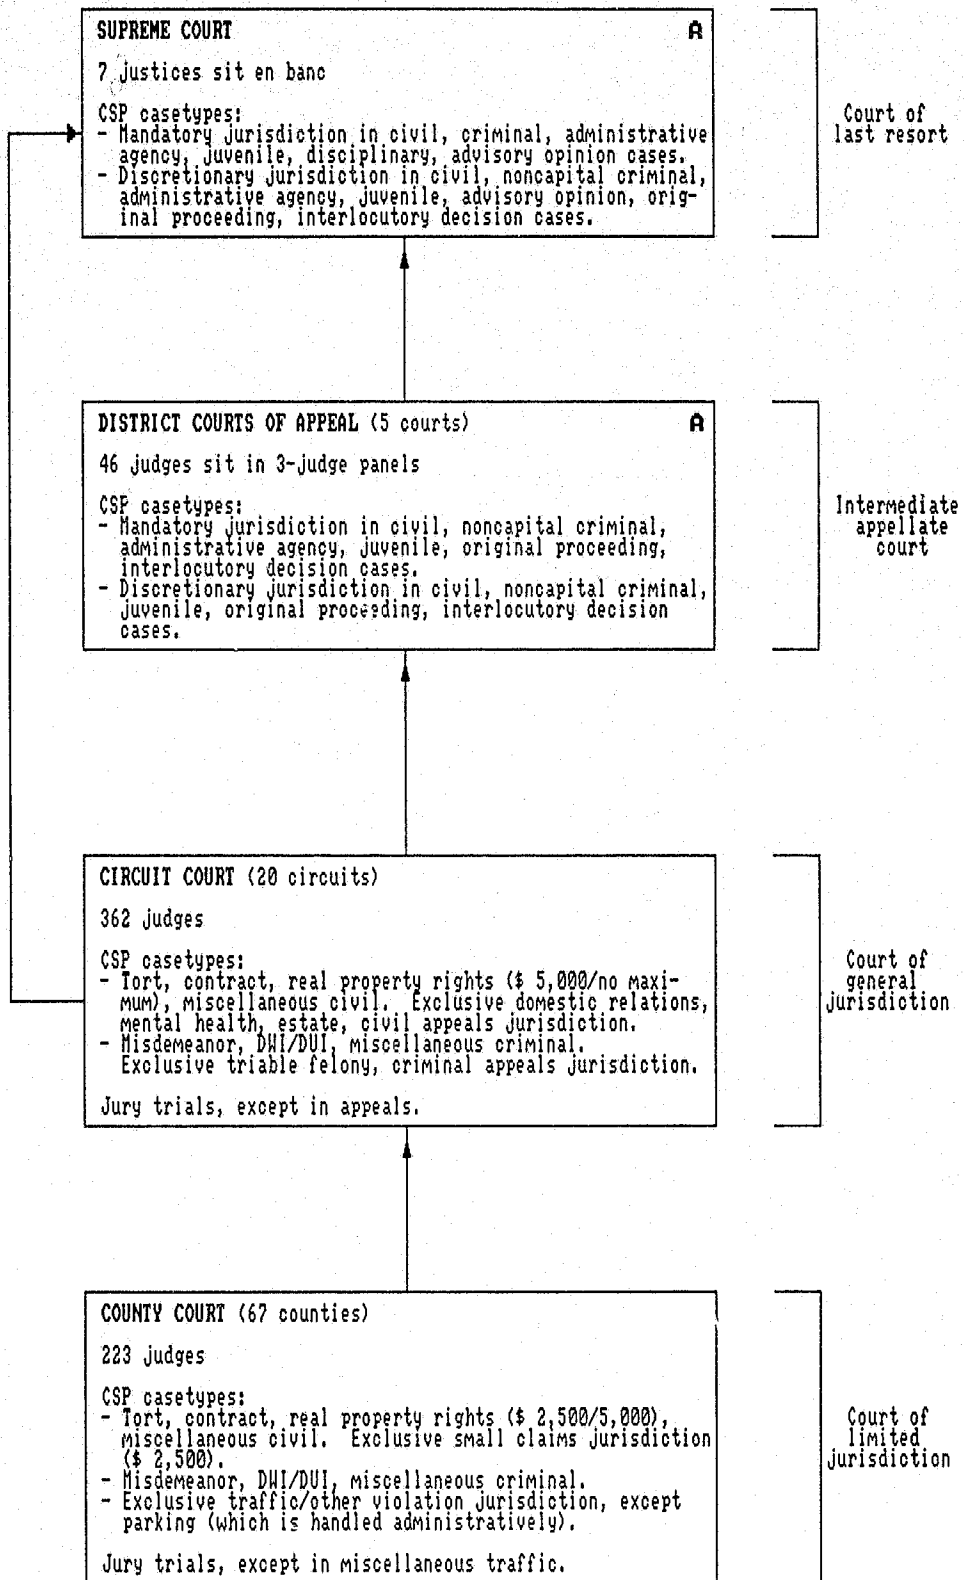 SUPREME COURT A
7 justices sit en banc
CSP casetypes:
- Mandatory jurisdiction in civil, criminal, administrative
agency, juvenile, disciplinary, advisory opinion cases.
- Discretionary jurisdiction in civil, noncapital criminal,
administrative agency, juvenile, advisory opinion, orig-
inal proceeding, interlocutory decision cases.
Court of
last resort
DISTRICT COURTS OF APPEAL (5 courts) A
46 judges sit in 3-judge panels
CSP casetypes:
- Mandatory jurisdiction in civil, noncapital criminal,
administrative agency, juvenile, original proceeding,
interlocutory decision cases.
- Discretionary jurisdiction in civil, noncapital criminal,
juvenile, original proceeding, interlocutory decision
cases.
Intermediate
appellate
court
CIRCUIT COURT (20 circuits)
362 judges
CSP casetypes:
- Tort, contract, real property rights ($ 5,000/no maxi-
mum), miscellaneous civil. Exclusive domestic relations,
mental health, estate, civil appeals jurisdiction.
- Misdemeanor, DWI/DUI, miscellaneous criminal.
Exclusive triable felony, criminal appeals jurisdiction.
Jury trials, except in appeals.
Court of
general
jurisdiction
COUNTY COURT (67 counties)
223 judges
CSP casetypes:
- Tort, contract, real property rights ($ 2,500/5,000),
miscellaneous civil. Exclusive small claims jurisdiction
($ 2,500).
- Misdemeanor, DWI/DUI, miscellaneous criminal.
- Exclusive traffic/other violation jurisdiction, except
parking (which is handled administratively).
Jury trials, except in miscellaneous traffic.
Court of
limited
jurisdiction